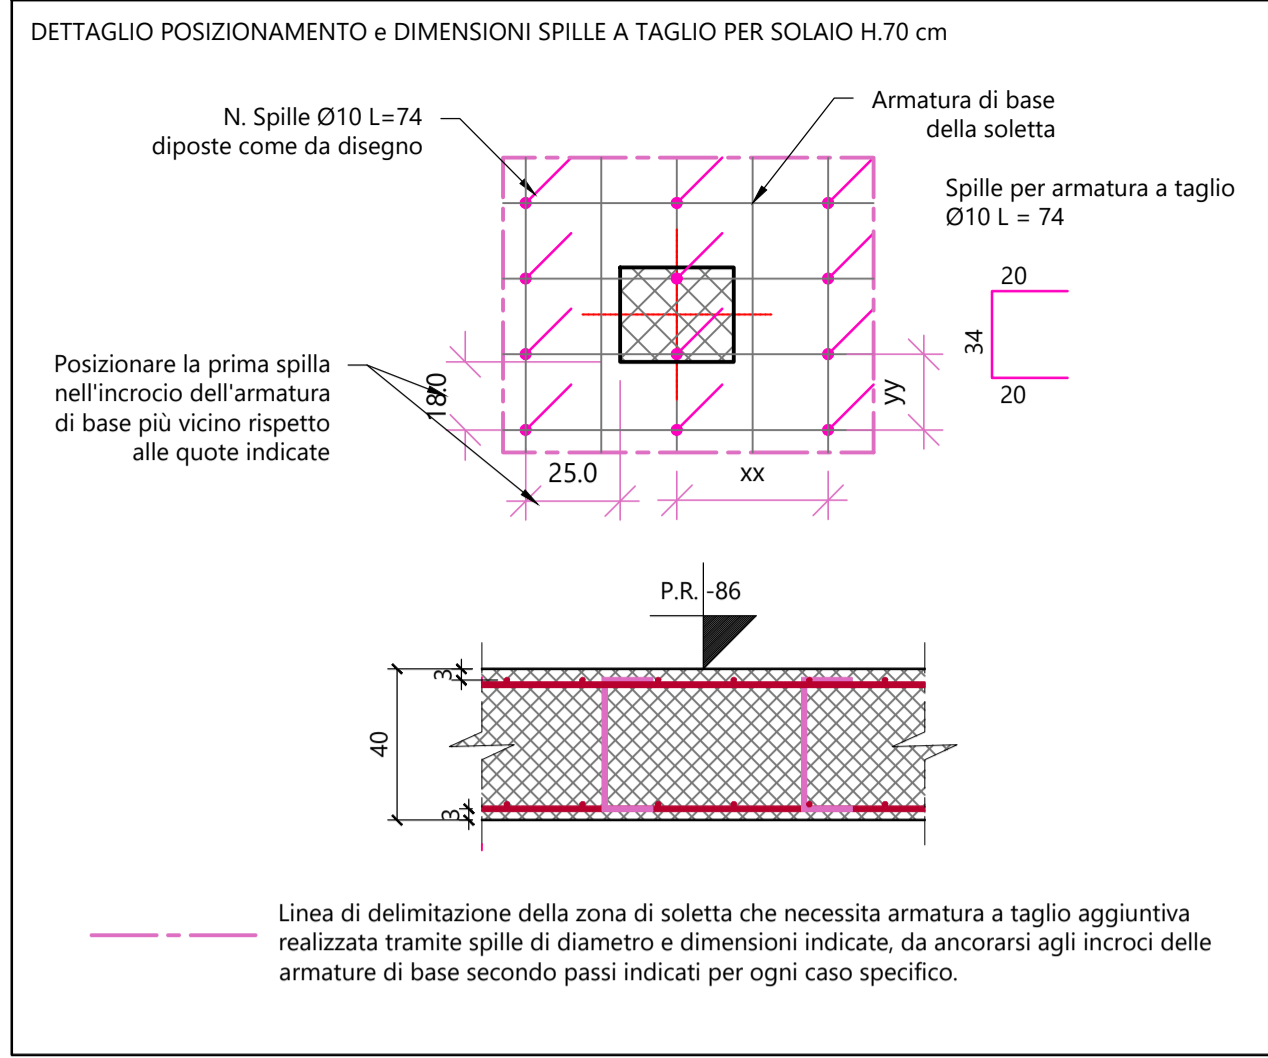 DETTAGLIO POSIZIONAMENTO e DIMENSIONI SPILLE A TAGLIO PER SOLAIO H.70 cm
N. Spille Ø10 L=74
diposte come da disegno
Armatura di base
della soletta
Spille per armatura a taglio
Ø10 L = 74
20
34
20
Posizionare la prima spilla
nell'incrocio dell'armatura
di base più vicino rispetto
alle quote indicate
18.0
25.0
xx
yy
P.R. -86
3
40
3
Linea di delimitazione della zona di soletta che necessita armatura a taglio aggiuntiva
realizzata tramite spille di diametro e dimensioni indicate, da ancorarsi agli incroci delle
armature di base secondo passi indicati per ogni caso specifico.